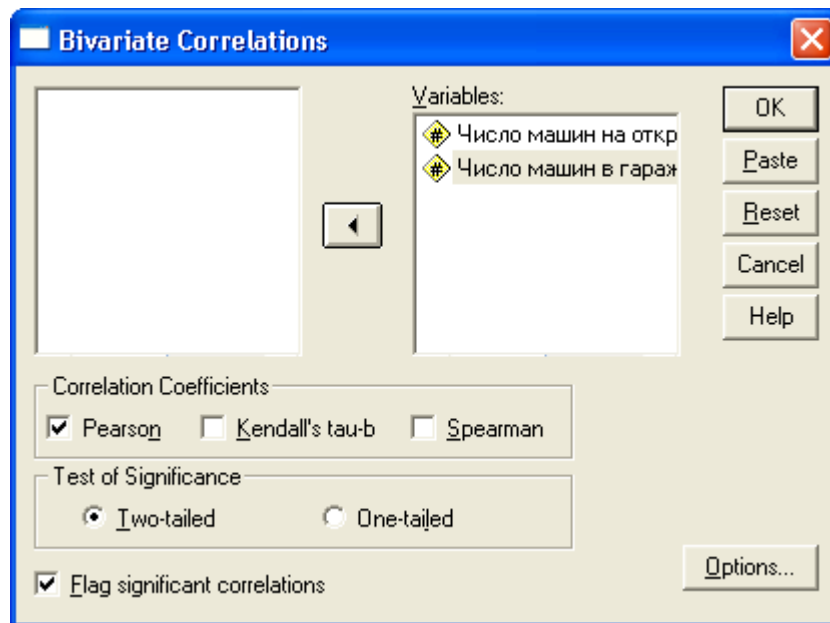 Bivariate Correlations
Variables:
Число машин на откр
Число машин в гараж
OK
Paste
Reset
Cancel
Help
Correlation Coefficients
Pearson Kendall's tau-b Spearman
Test of Significance
Two-tailed One-tailed
Flag significant correlations
Options...